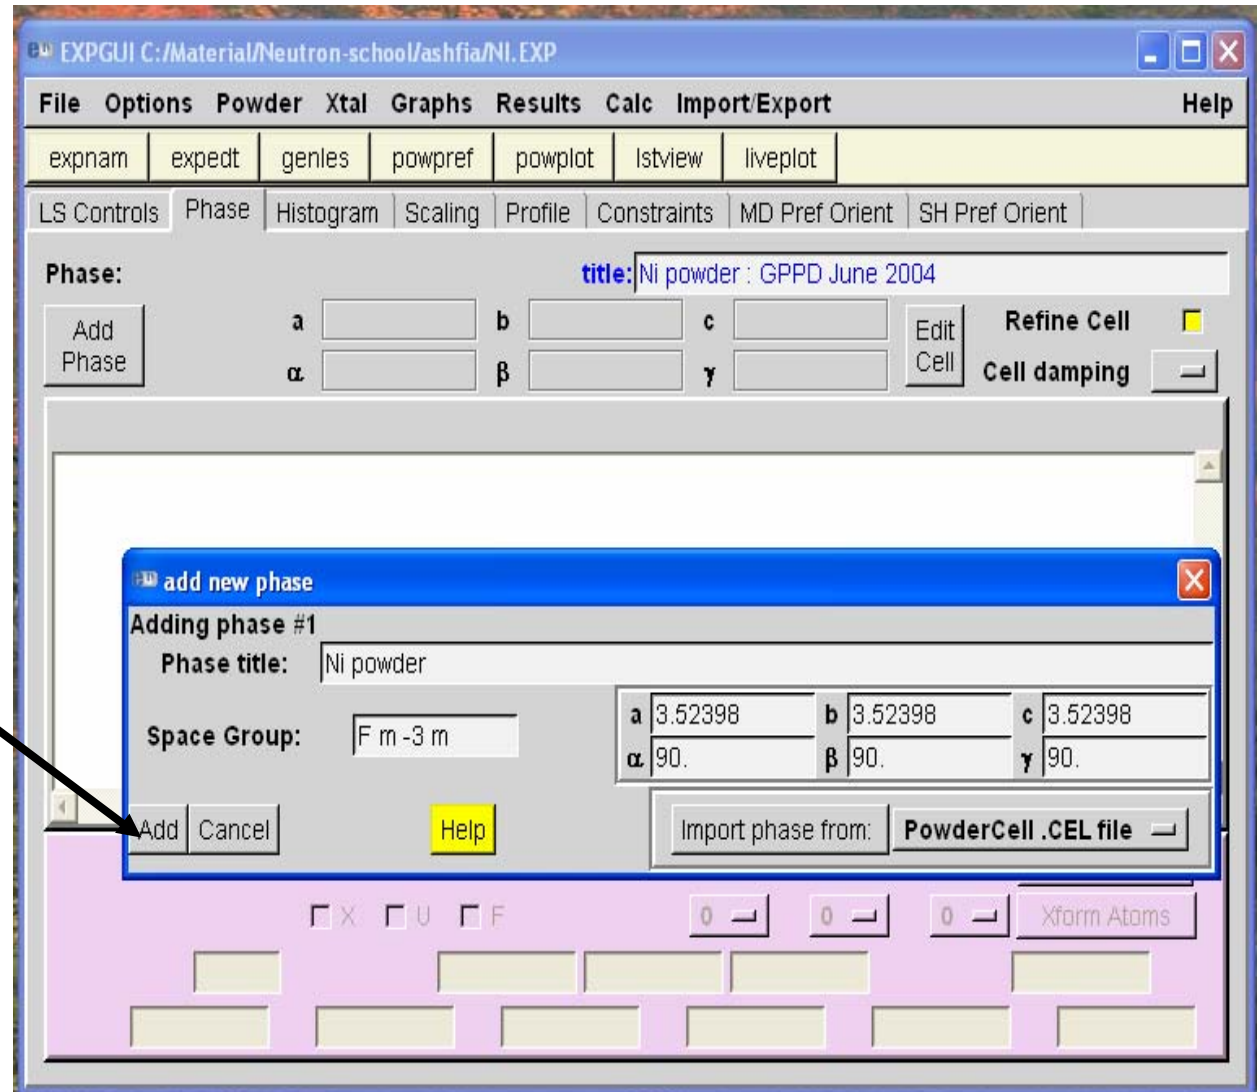 EXPGUI C:/Material/Neutron-school/ashfia/NI.EXP
File Options Powder Xtal Graphs Results Calc Import/Export Help
expnam expedt genles powpref powplot lstview liveplot
LS Controls Phase Histogram Scaling Profile Constraints MD Pref Orient SH Pref Orient
Phase: title: Ni powder : GPPD June 2004
Add Phase a b c Edit Cell Refine Cell
α β γ Cell damping
add new phase
Adding phase #1
Phase title: Ni powder
Space Group: F m -3 m a 3.52398 b 3.52398 c 3.52398
α 90. β 90. γ 90.
Add Cancel Help Import phase from: PowderCell .CEL file
X U F 0 0 0 Xform Atoms